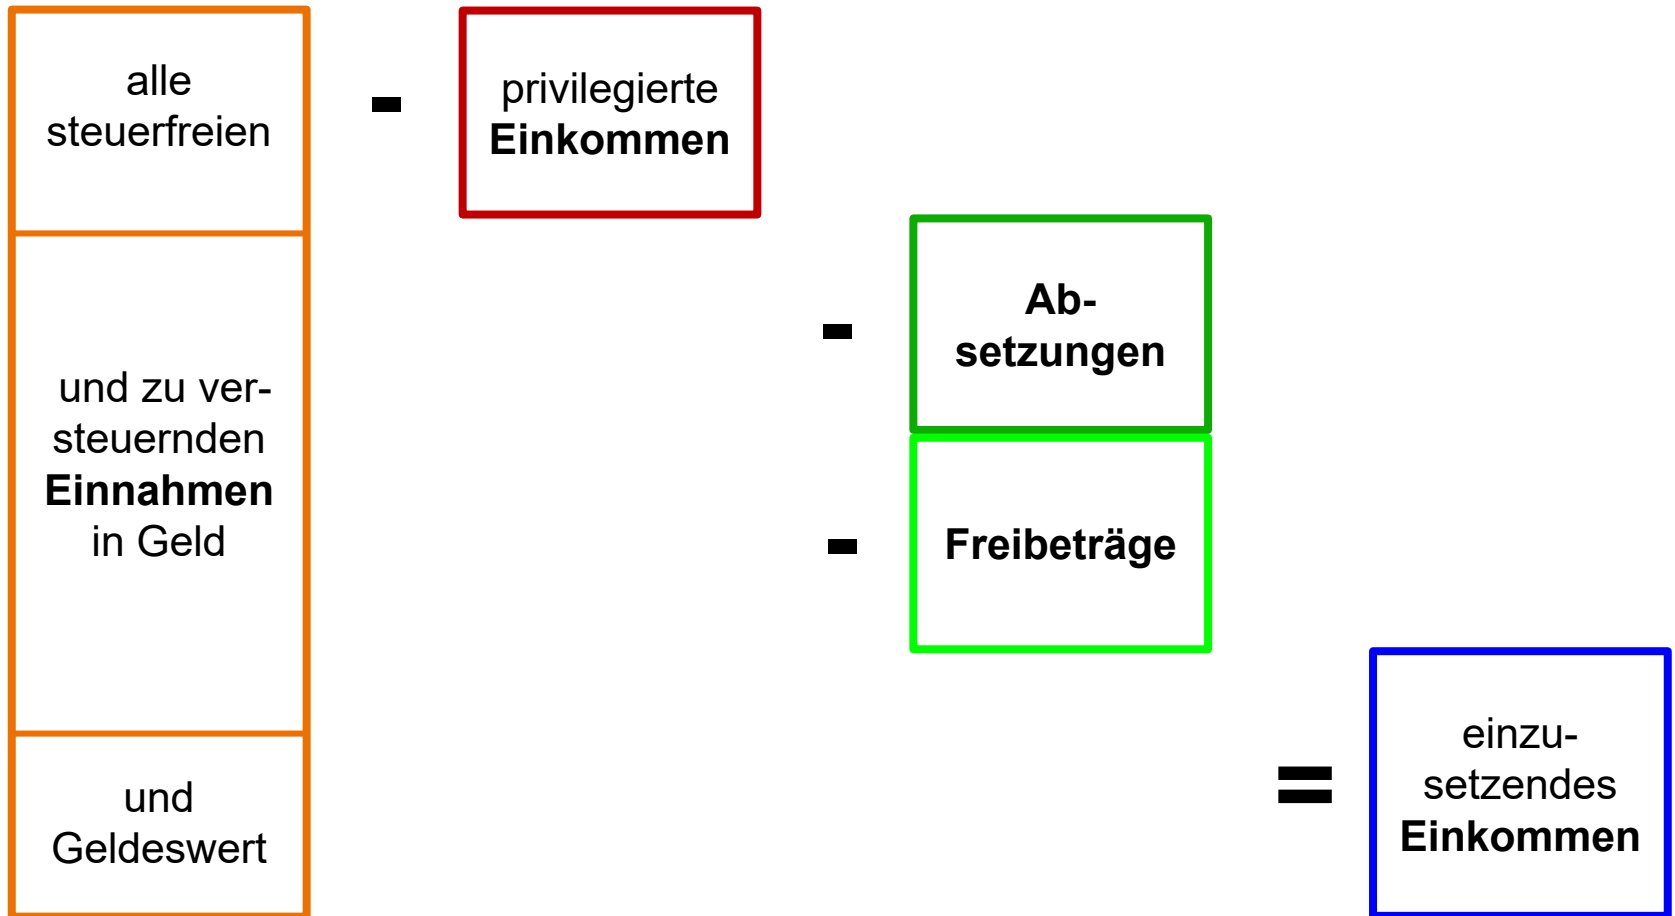 alle
steuerfreien
und zu ver-
steuernden
Einnahmen
in Geld
und
Geldeswert
-
privilegierte
Einkommen
-
Ab-
setzungen
-
Freibeträge
=
einzu-
setzendes
Einkommen